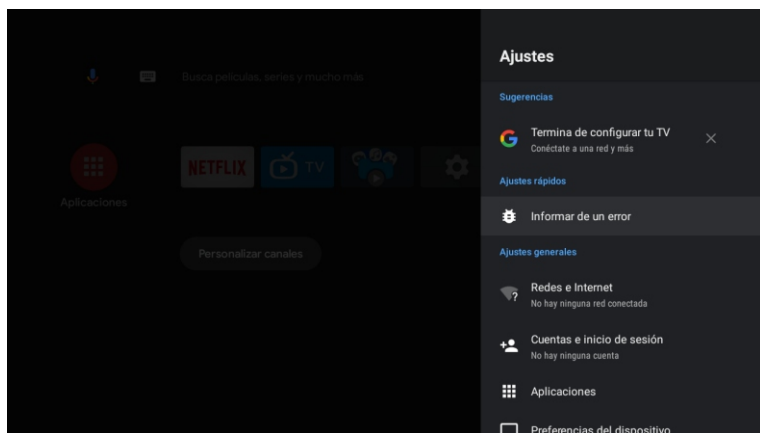 Ajustes
Busca películas, series y mucho más
NETFLIX
TV
Aplicaciones
Personalizar canales
Sugerencias
Termina de configurar tu TV
Conéctate a una red y más
Ajustes rápidos
Informar de un error
Ajustes generales
Redes e Internet
No hay ninguna red conectada
Cuentas e inicio de sesión
No hay ninguna cuenta
Aplicaciones
Preferencias del dispositivo